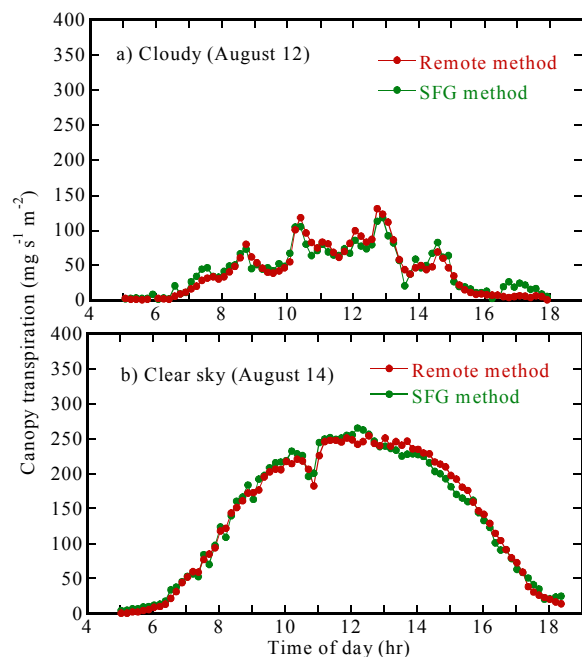 400
a) Cloudy (August 12)
350
Remote method
300
SFG method
250
200
150
100
50
0
4 6 8 10 12 14 16 18
Canopy transpiration (mg s-1 m-2)
400
b) Clear sky (August 14)
350
Remote method
SFG method
300
250
200
150
100
50
0
4 6 8 10 12 14 16 18
Time of day (hr)